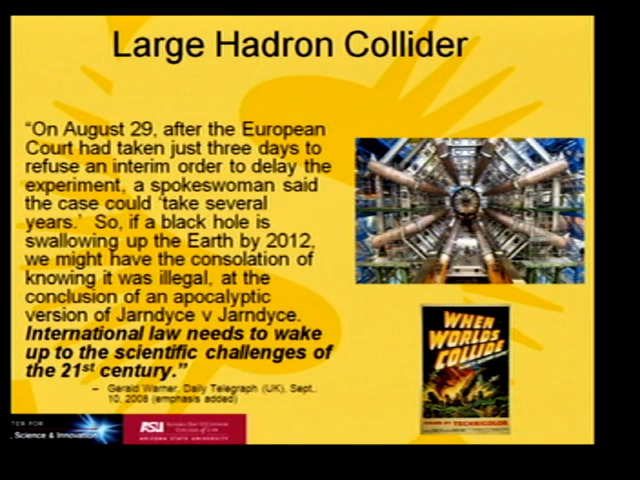 Large Hadron Collider
“On August 29, after the European
Court had taken just three days to
refuse an interim order to delay the
experiment, a spokeswoman said
the case could ‘take several
years.’ So, if a black hole is
swallowing up the Earth by 2012,
we might have the consolation of
knowing it was illegal, at the
conclusion of an apocalyptic
version of Jarndyce v Jarndyce.
International law needs to wake
up to the scientific challenges of
the 21st century.”
– Gerald Warner, Daily Telegraph (UK), Sept.
10, 2008 (emphasis added)
WHEN
WORLDS
COLLIDE
TECHNICOLOR
TER FOR
, Science & Innovation
ASU
COLLEGE OF LAW
ARIZONA STATE UNIVERSITY